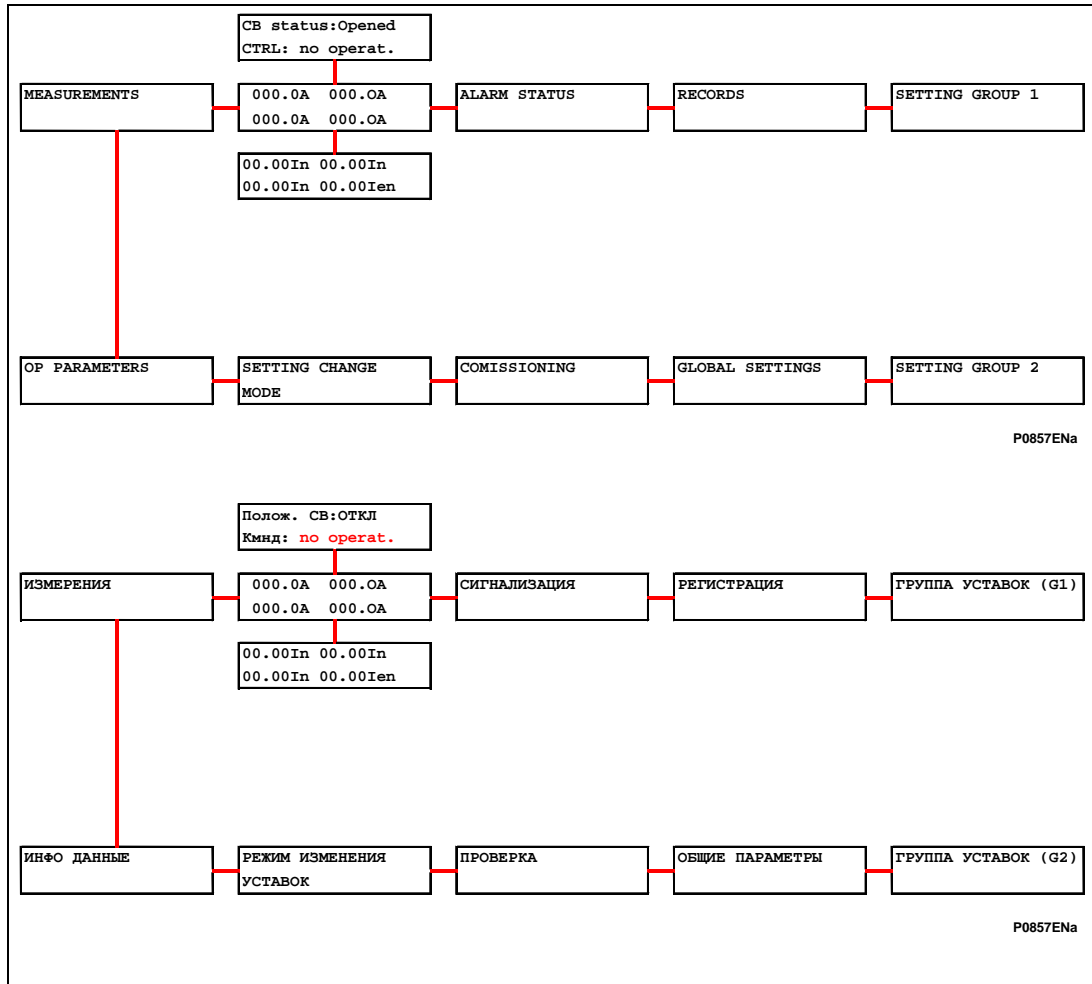 CB status:Opened
CTRL: no operat.
MEASUREMENTS
000.0A 000.OA
000.0A 000.OA
ALARM STATUS
RECORDS
SETTING GROUP 1
00.00In 00.00In
00.00In 00.00Ien
OP PARAMETERS
SETTING CHANGE
MODE
COMISSIONING
GLOBAL SETTINGS
SETTING GROUP 2
P0857ENa
Полож. СВ:ОТКЛ
Кмнд: no operat.
ИЗМЕРЕНИЯ
000.0A 000.OA
000.0A 000.OA
СИГНАЛИЗАЦИЯ
РЕГИСТРАЦИЯ
ГРУППА УСТАВОК (G1)
00.00In 00.00In
00.00In 00.00Ien
ИНФО ДАННЫЕ
РЕЖИМ ИЗМЕНЕНИЯ
УСТАВОК
ПРОВЕРКА
ОБЩИЕ ПАРАМЕТРЫ
ГРУППА УСТАВОК (G2)
P0857ENa